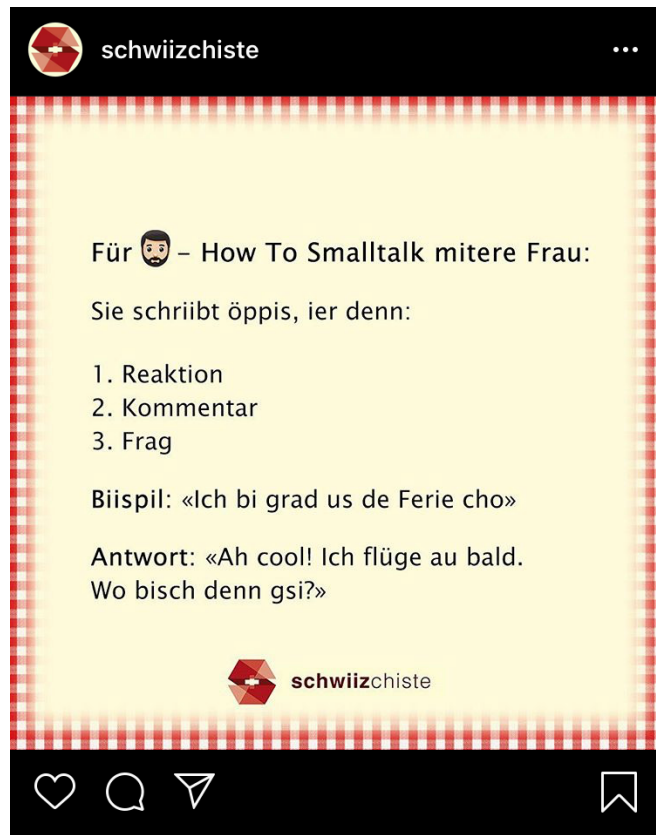 schwiizchiste
Für 🧔🏻 – How To Smalltalk mitere Frau:
Sie schriibt öppis, ier denn:
1. Reaktion
2. Kommentar
3. Frag
Biispil: «Ich bi grad us de Ferie cho»
Antwort: «Ah cool! Ich flüge au bald.
Wo bisch denn gsi?»
schwiizchiste